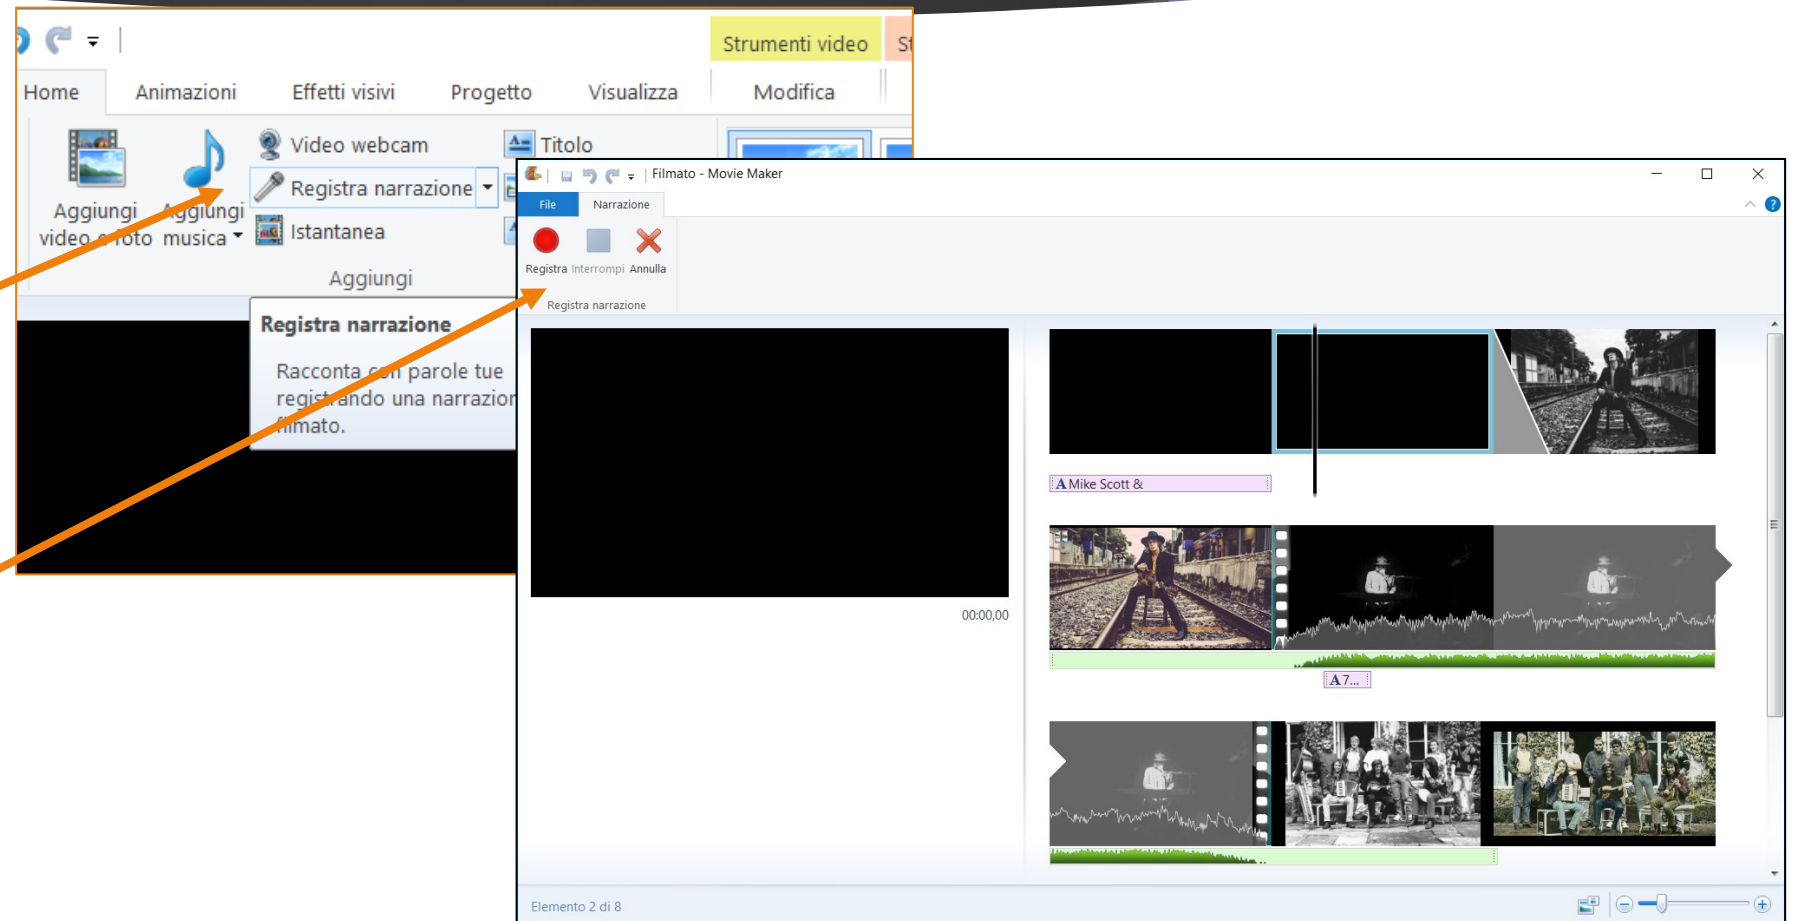 Strumenti video
Home Animazioni Effetti visivi Progetto Visualizza Modifica
Video webcam
Titolo
Registra narrazione
Istantanea
Aggiungi
video e foto
Aggiungi
musica
Aggiungi
Registra narrazione
Racconta con parole tue
registrando una
filmato.
Filmato - Movie Maker
File Narrazione
Registra Interrompi Annulla
Registra narrazione
00:00,00
A Mike Scott &
A 7...
Elemento 2 di 8